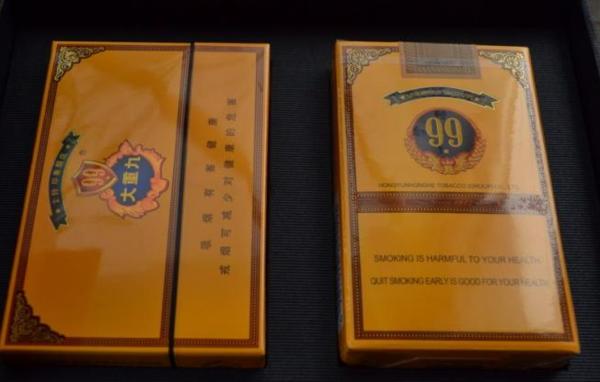 99
大重九
吸烟有害健康
戒烟可减少对健康的危害
99
HONGYUNHONGHE TOBACCO (GROUP) CO., LTD.
SMOKING IS HARMFUL TO YOUR HEALTH
QUIT SMOKING EARLY IS GOOD FOR YOUR HEALTH